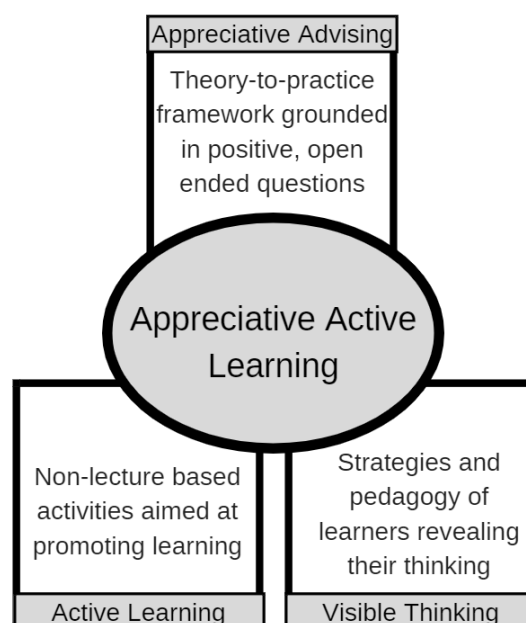 Appreciative Advising
Theory-to-practice
framework grounded
in positive, open
ended questions
Appreciative Active
Learning
Non-lecture based
activities aimed at
promoting learning
Active Learning
Strategies and
pedagogy of
learners revealing
their thinking
Visible Thinking